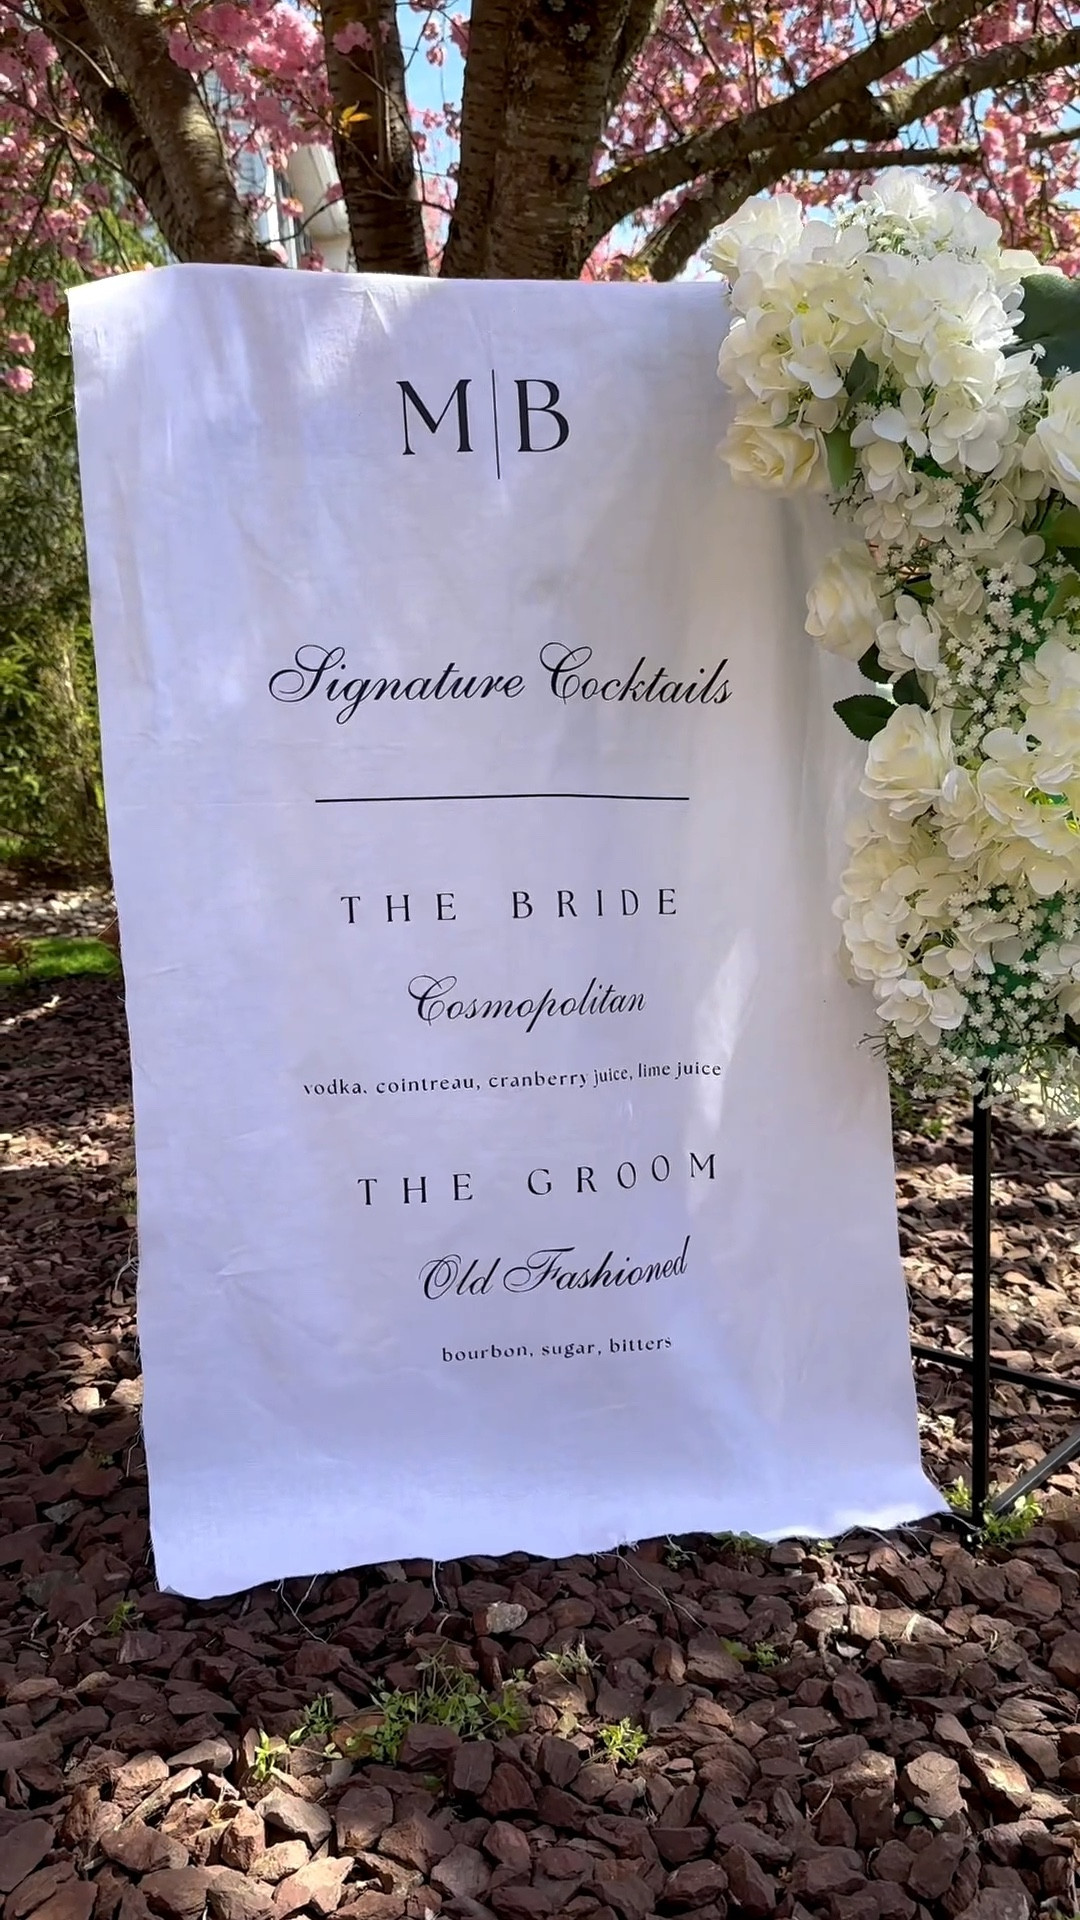 M|B
Signature Cocktails
THE BRIDE
Cosmopolitan
vodka, cointreau, cranberry juice, lime juice
THE GROOM
Old Fashioned
bourbon, sugar, bitters